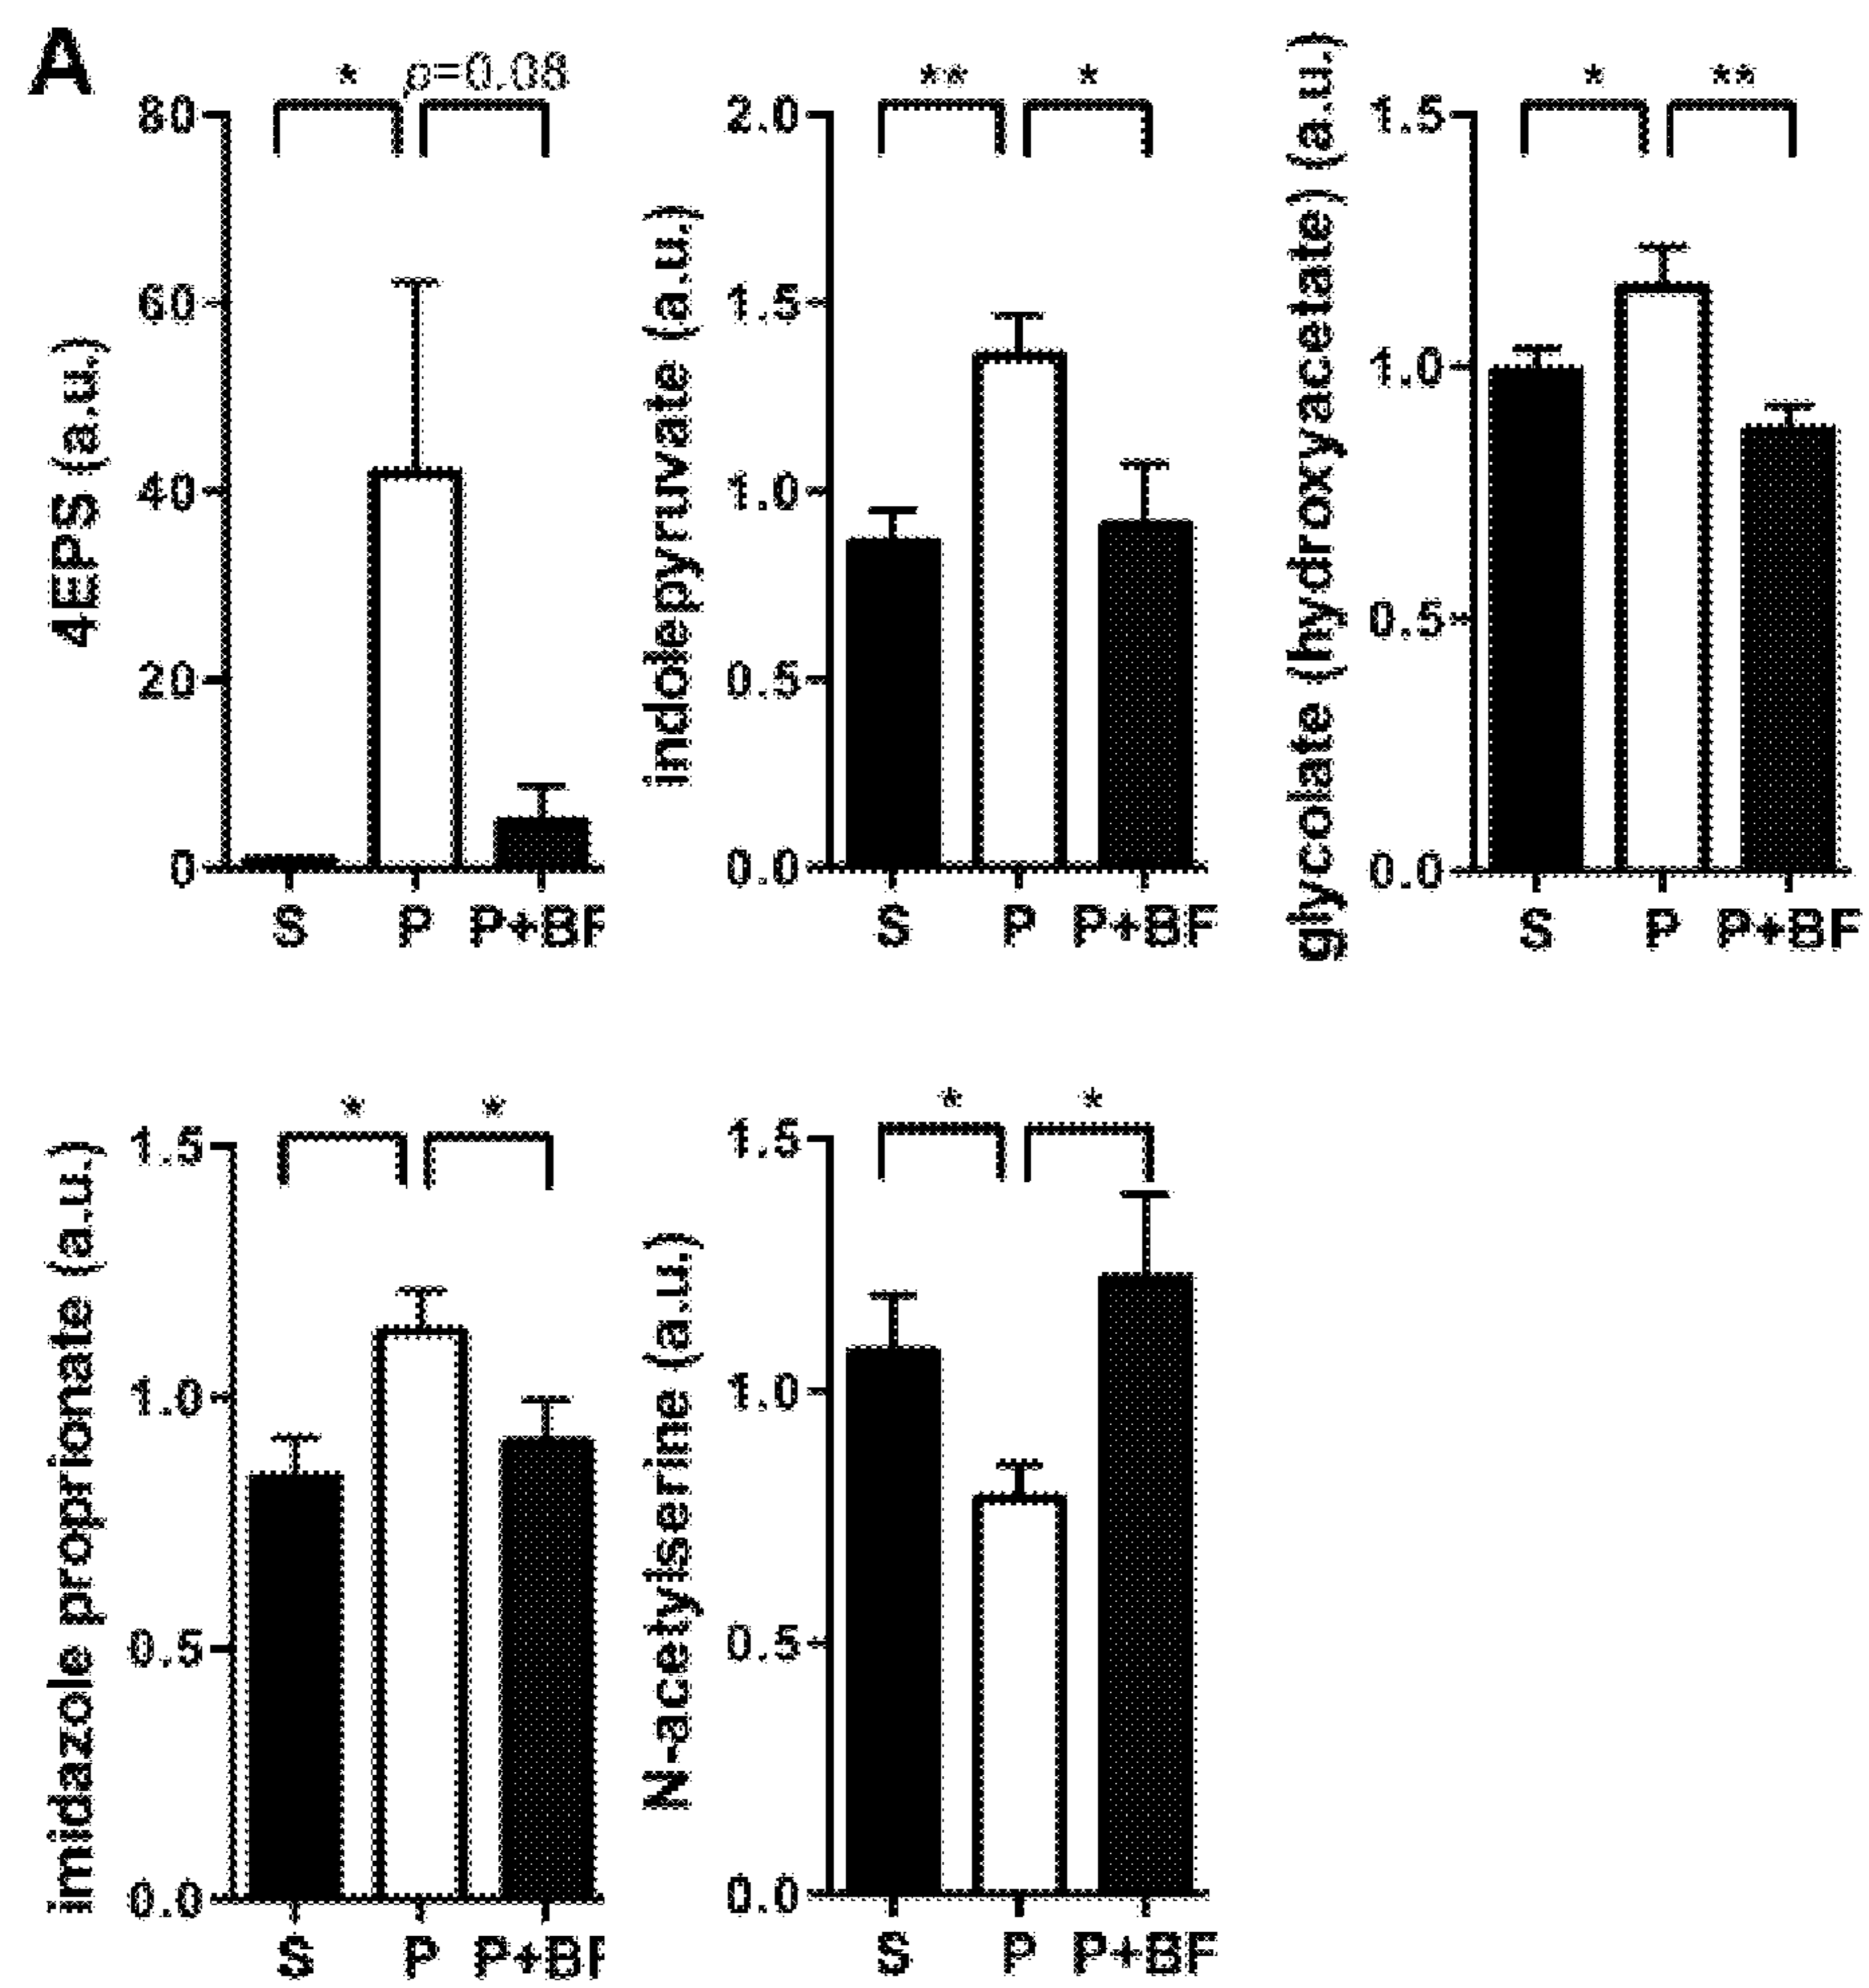 A
4EPS (a.u.)
* p=0.08
80
60
40
20
0
S P P+BF
indolepyruvate (a.u.)
** *
2.0
1.5
1.0
0.5
0.0
S P P+BF
glycolate (hydroxyacetate) (a.u.)
* **
1.5
1.0
0.5
0.0
S P P+BF
imidazole proprionate (a.u.)
* *
1.5
1.0
0.5
0.0
S P P+BF
N-acetylserine (a.u.)
* *
1.5
1.0
0.5
0.0
S P P+BF